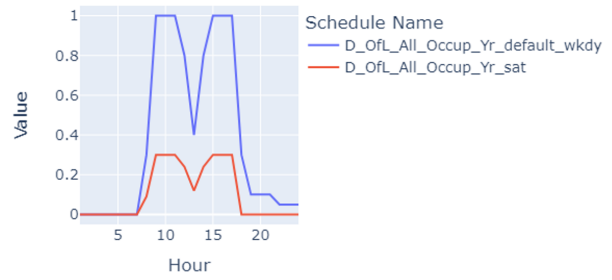 Schedule Name
D_OfL_All_Occup_Yr_default_wkdy
D_OfL_All_Occup_Yr_sat
Value
1
0.8
0.6
0.4
0.2
0
5 10 15 20
Hour